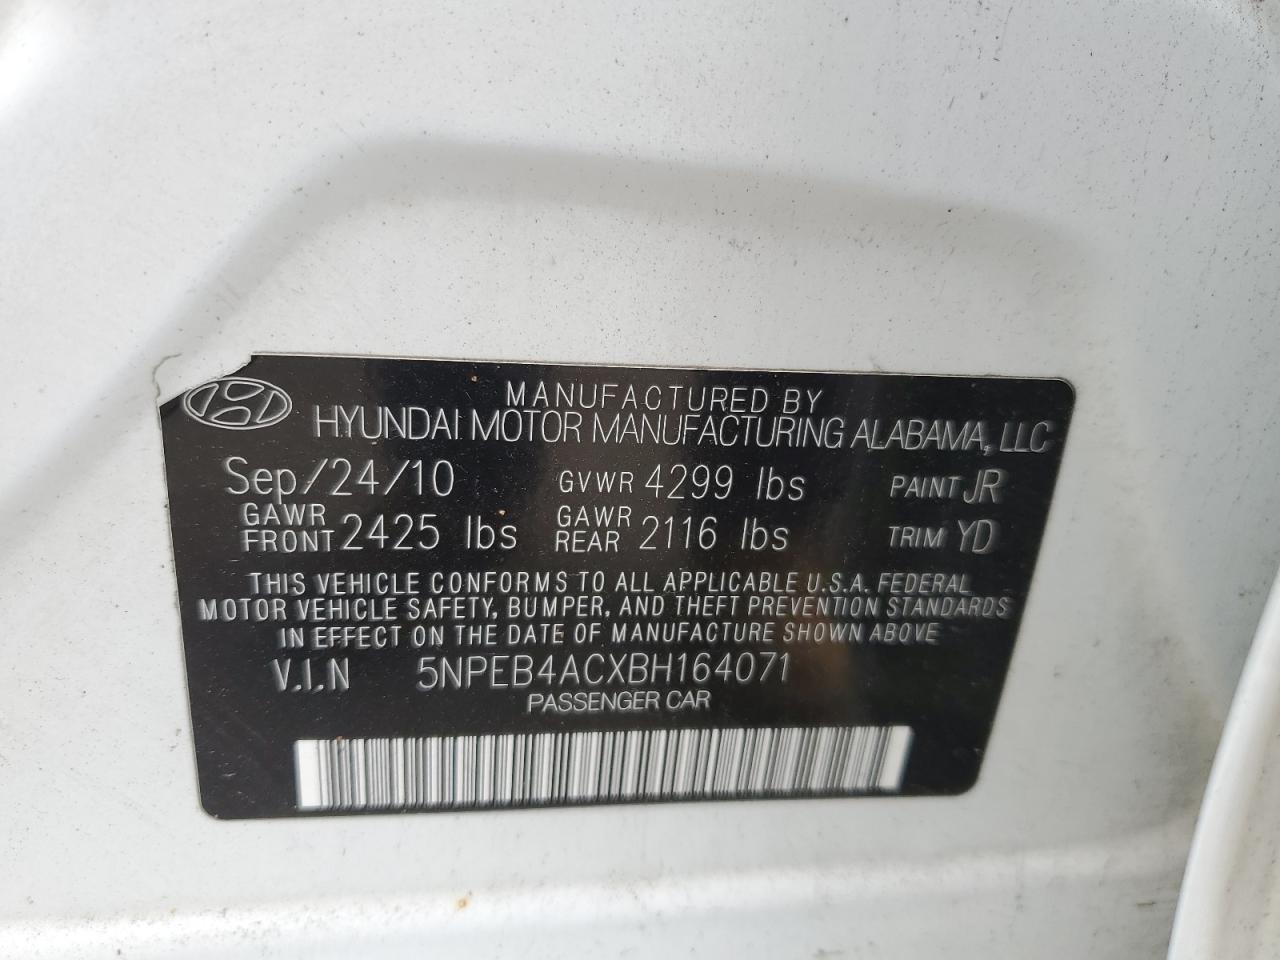 MANUFACTURED BY
HYUNDAI MOTOR MANUFACTURING ALABAMA, LLC
Sep/24/10 GVWR 4299 lbs PAINT JR
GAWR FRONT 2425 lbs GAWR REAR 2116 lbs TRIM YD
THIS VEHICLE CONFORMS TO ALL APPLICABLE U.S.A. FEDERAL
MOTOR VEHICLE SAFETY, BUMPER, AND THEFT PREVENTION STANDARDS
IN EFFECT ON THE DATE OF MANUFACTURE SHOWN ABOVE
V.I.N 5NPEB4ACXBH164071
PASSENGER CAR